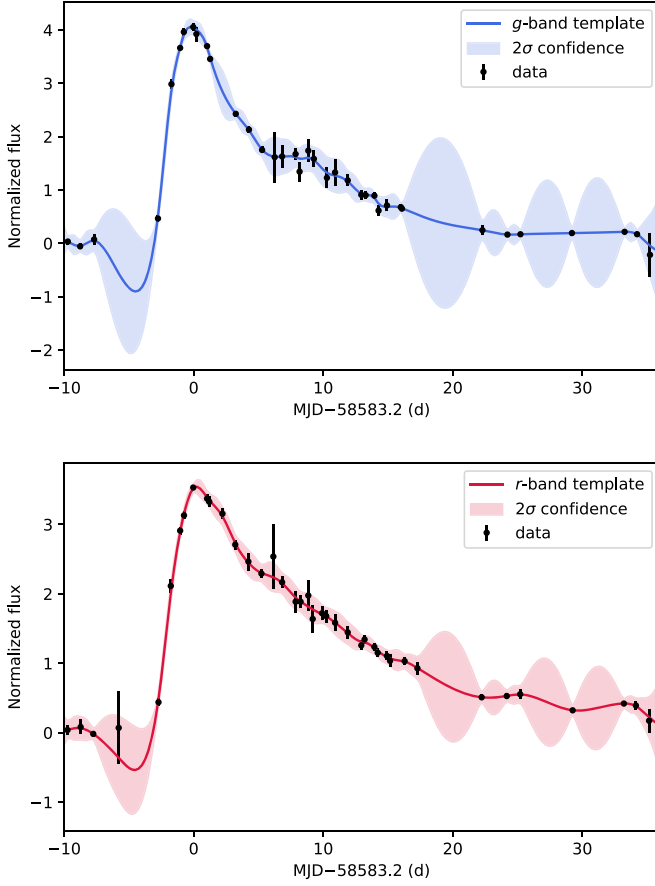 4
3
2
1
0
−1
−2
Normalized flux
g-band template
2σ confidence
data
−10
0
10
20
30
MJD−58583.2 (d)
3
2
1
0
−1
Normalized flux
r-band template
2σ confidence
data
−10
0
10
20
30
MJD−58583.2 (d)